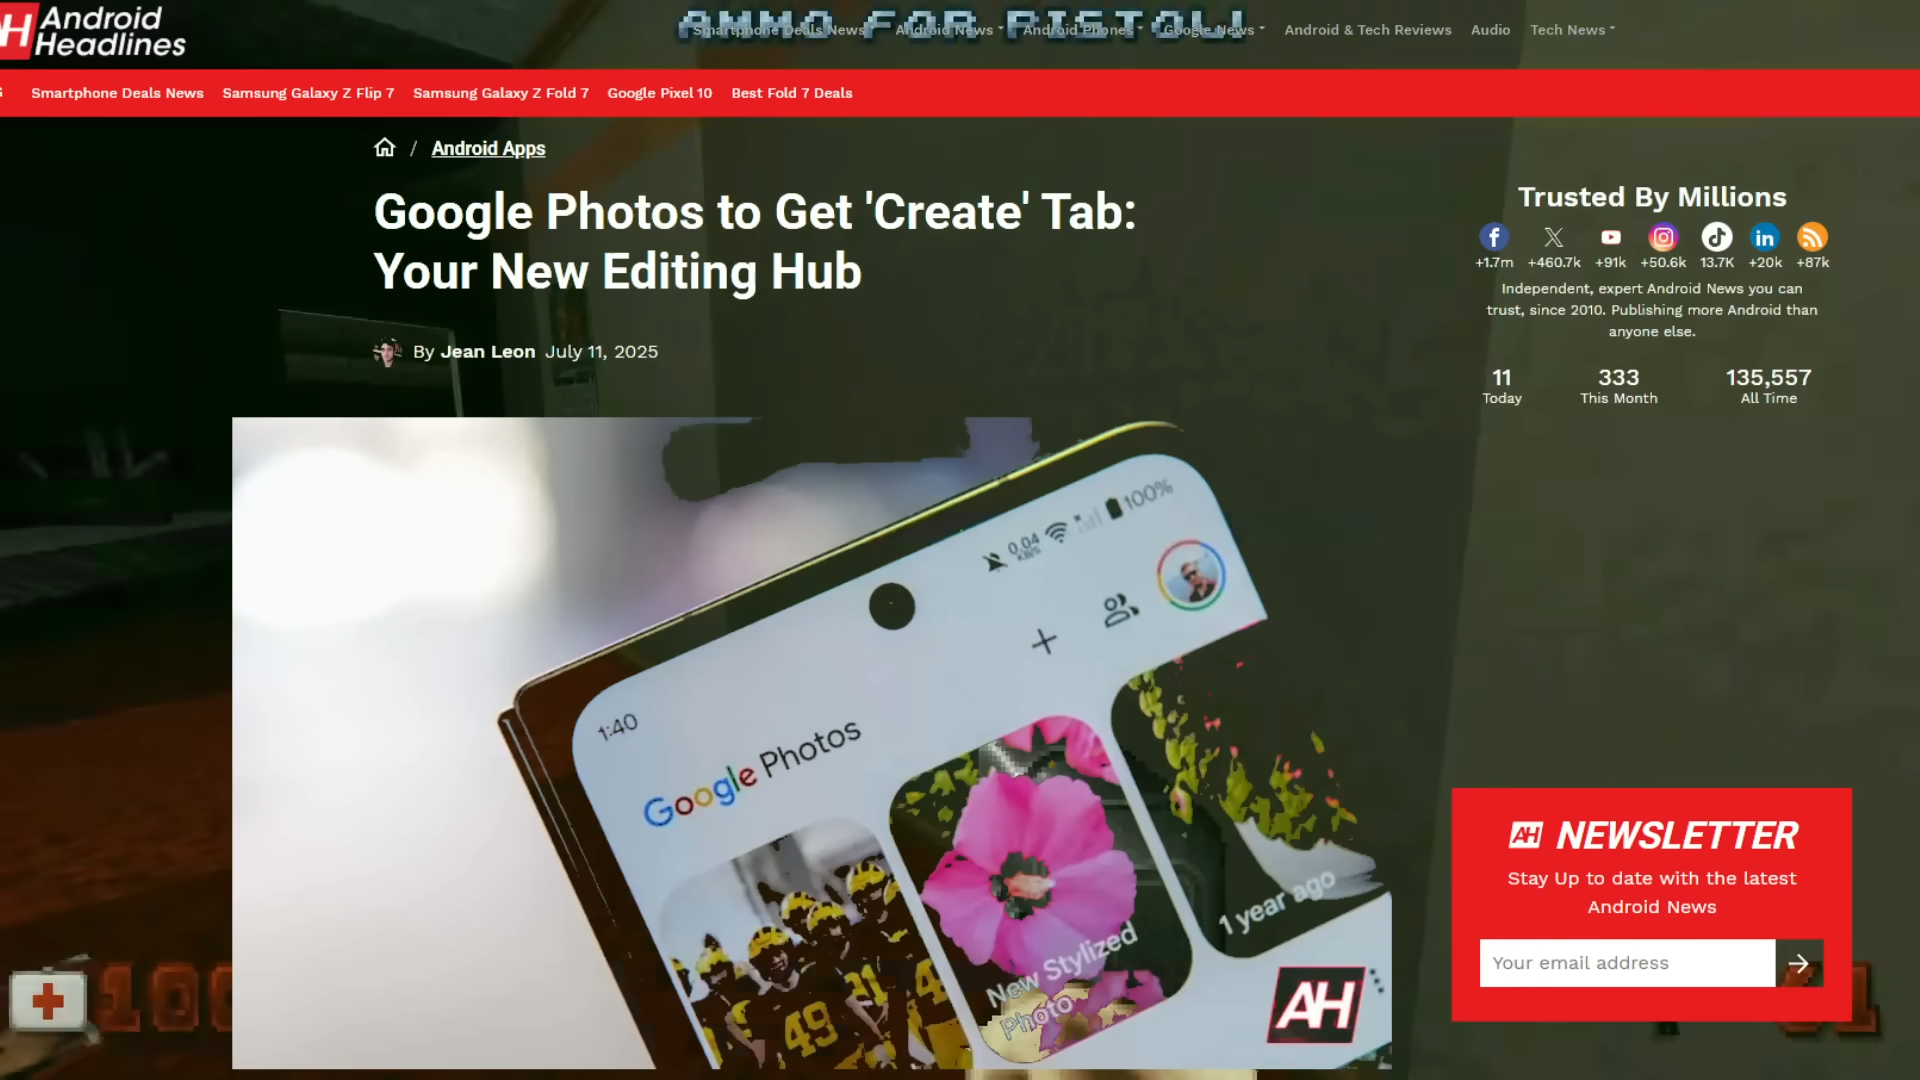 Android
Headlines
AMMO FOR PISTOL!
Smartphone Deals News Android News Android Phones Google News Android & Tech Reviews Audio Tech News
Smartphone Deals News Samsung Galaxy Z Flip 7 Samsung Galaxy Z Fold 7 Google Pixel 10 Best Fold 7 Deals
/ Android Apps
Google Photos to Get 'Create' Tab:
Your New Editing Hub
By Jean Leon July 11, 2025
Trusted By Millions
+1.7m +460.7k +91k +50.6k 13.7K +20k +87k
Independent, expert Android News you can
trust, since 2010. Publishing more Android than
anyone else.
11 333 135,557
Today This Month All Time
0.04 100%
KB/S
1:40
Google Photos
1 year ago
New Stylized
Photo
49
31
AH
AH NEWSLETTER
Stay Up to date with the latest
Android News
Your email address
100